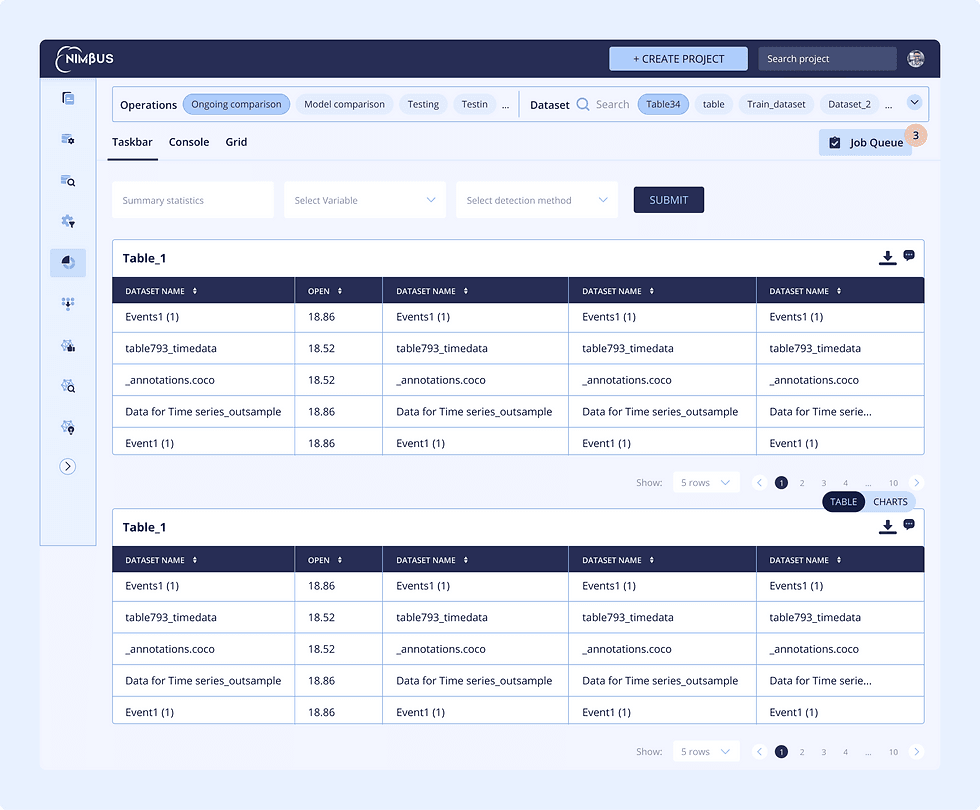 NIMBUS
+ CREATE PROJECT
Search project
Operations Ongoing comparison Model comparison Testing Testin ... Dataset Search Table34 table Train_dataset Dataset_2 ...
Taskbar Console Grid
Job Queue 3
Summary statistics Select Variable Select detection method SUBMIT
Table_1
DATASET NAME OPEN DATASET NAME DATASET NAME DATASET NAME
Events1 (1) 18.86 Events1 (1) Events1 (1) Events1 (1)
table793_timedata 18.52 table793_timedata table793_timedata table793_timedata
_annotations.coco 18.52 _annotations.coco _annotations.coco _annotations.coco
Data for Time series_outsample 18.86 Data for Time series_outsample Data for Time series_outsample Data for Time serie...
Event1 (1) 18.86 Event1 (1) Event1 (1) Event1 (1)
Show: 5 rows 1 2 3 4 ... 10
TABLE CHARTS
Table_1
DATASET NAME OPEN DATASET NAME DATASET NAME DATASET NAME
Events1 (1) 18.86 Events1 (1) Events1 (1) Events1 (1)
table793_timedata 18.52 table793_timedata table793_timedata table793_timedata
_annotations.coco 18.52 _annotations.coco _annotations.coco _annotations.coco
Data for Time series_outsample 18.86 Data for Time series_outsample Data for Time series_outsample Data for Time serie...
Event1 (1) 18.86 Event1 (1) Event1 (1) Event1 (1)
Show: 5 rows 1 2 3 4 ... 10